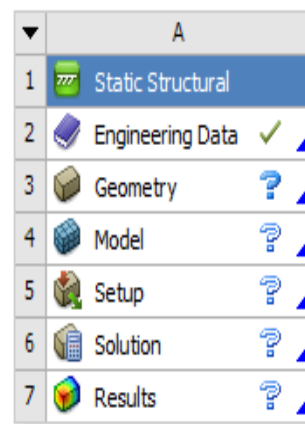 A
1 Static Structural
2 Engineering Data
3 Geometry ?
4 Model ?
5 Setup ?
6 Solution ?
7 Results ?